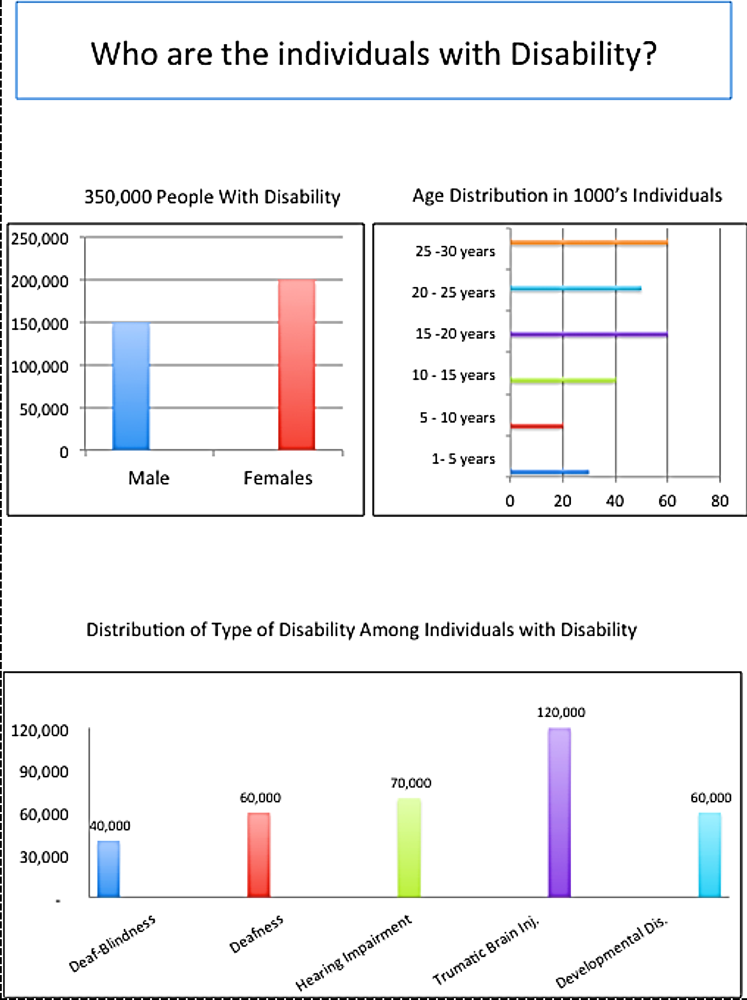 Who are the individuals with Disability?
350,000 People With Disability
250,000
200,000
150,000
100,000
50,000
0
Male
Females
Age Distribution in 1000’s Individuals
25 -30 years
20 - 25 years
15 -20 years
10 - 15 years
5 - 10 years
1- 5 years
0
20
40
60
80
Distribution of Type of Disability Among Individuals with Disability
120,000
90,000
60,000
30,000
-
40,000
60,000
70,000
120,000
60,000
Deaf-Blindness
Deafness
Hearing Impairment
Trumatic Brain Inj.
Developmental Dis.